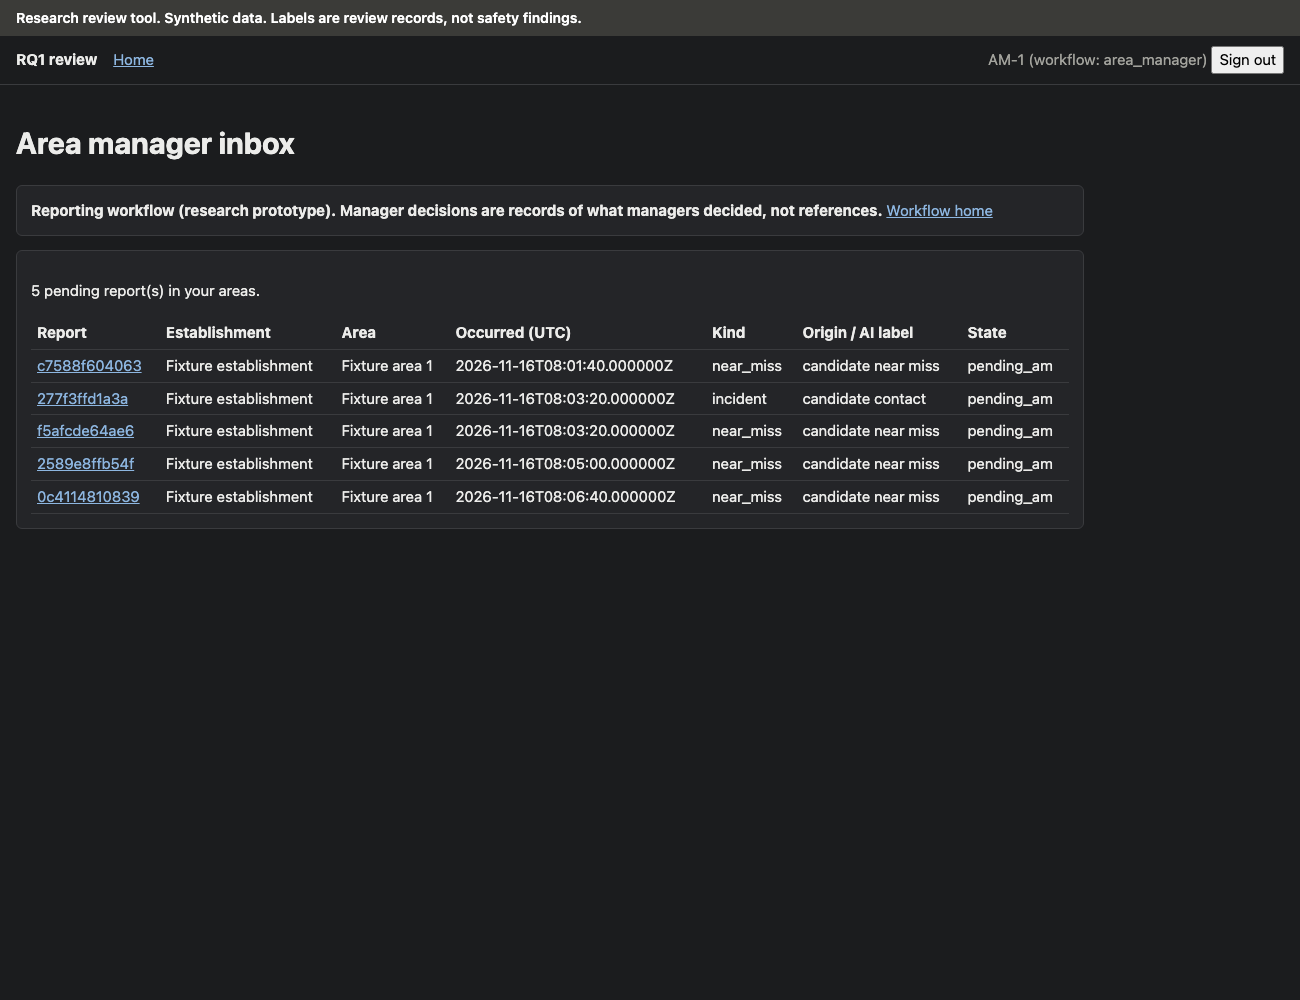 Research review tool. Synthetic data. Labels are review records, not safety findings.
RQ1 review Home AM-1 (workflow: area_manager) Sign out
Area manager inbox
Reporting workflow (research prototype). Manager decisions are records of what managers decided, not references. Workflow home
5 pending report(s) in your areas.
Report Establishment Area Occurred (UTC) Kind Origin / AI label State
c7588f604063 Fixture establishment Fixture area 1 2026-11-16T08:01:40.000000Z near_miss candidate near miss pending_am
277f3ffd1a3a Fixture establishment Fixture area 1 2026-11-16T08:03:20.000000Z incident candidate contact pending_am
f5afcde64ae6 Fixture establishment Fixture area 1 2026-11-16T08:03:20.000000Z near_miss candidate near miss pending_am
2589e8ffb54f Fixture establishment Fixture area 1 2026-11-16T08:05:00.000000Z near_miss candidate near miss pending_am
0c4114810839 Fixture establishment Fixture area 1 2026-11-16T08:06:40.000000Z near_miss candidate near miss pending_am